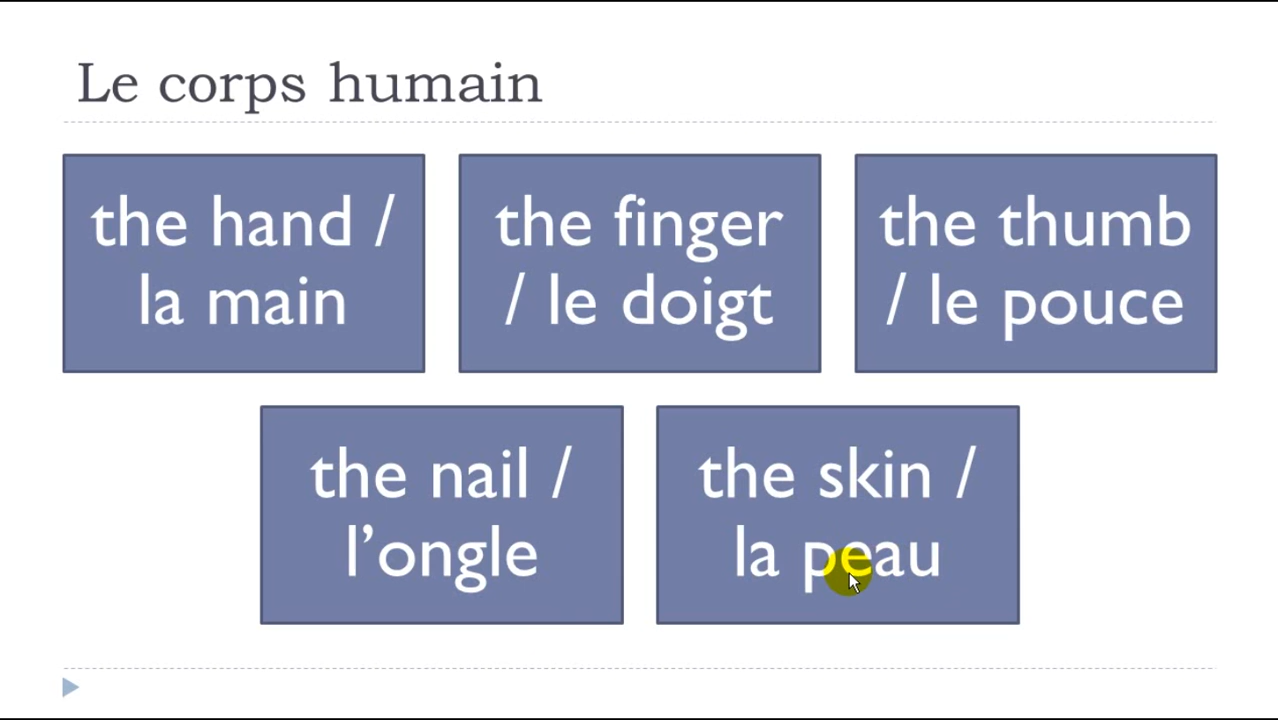 Le corps humain
the hand /
la main
the finger
/ le doigt
the thumb
/ le pouce
the nail /
l’ongle
the skin /
la peau